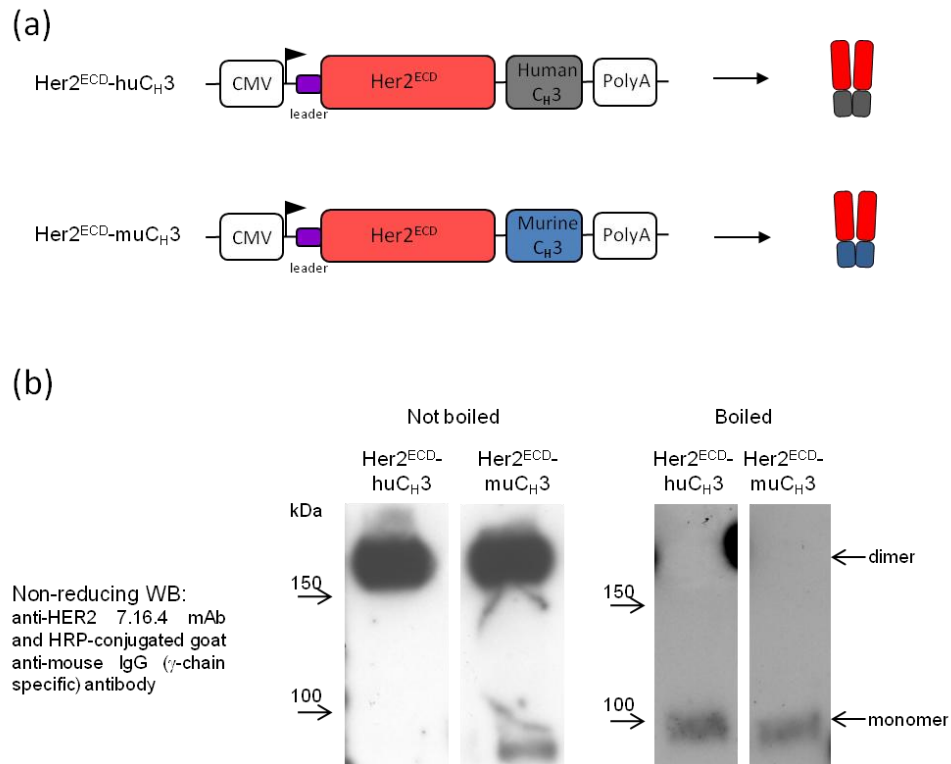 (a)
Her2ECD-huCH3
CMV
leader
Her2ECD
Human
CH3
PolyA
Her2ECD-muCH3
CMV
leader
Her2ECD
Murine
CH3
PolyA
(b)
Not boiled
Boiled
Her2ECD-
huCH3
Her2ECD-
muCH3
Her2ECD-
huCH3
Her2ECD-
muCH3
kDa
150
100
150
100
dimer
monomer
Non-reducing WB:
anti-HER2 7.16.4 mAb
and HRP-conjugated goat
anti-mouse IgG (γ-chain
specific) antibody